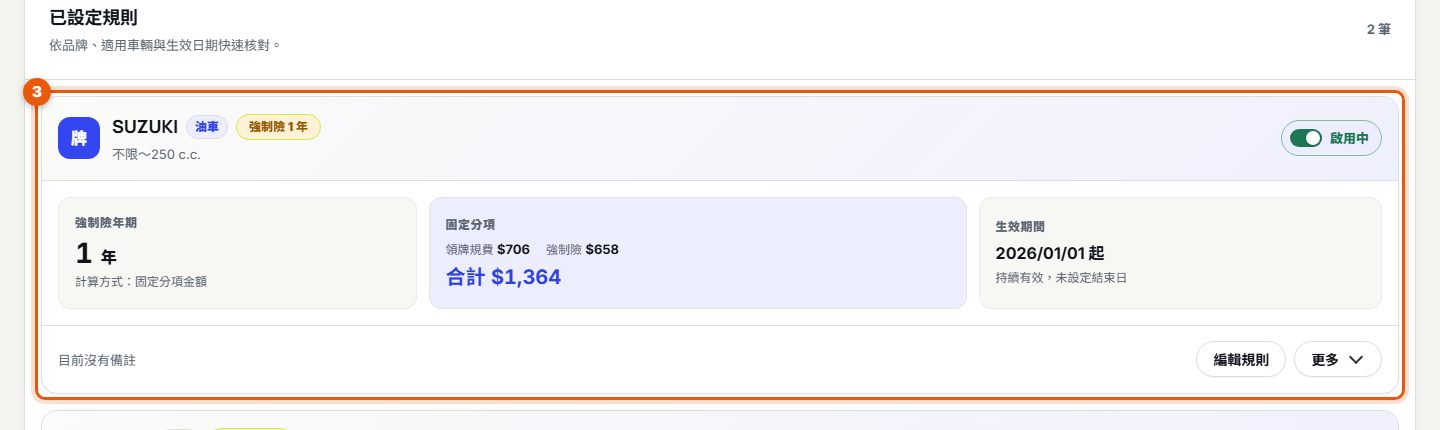 已設定規則
依品牌、適用車輛與生效日期快速核對。
2 筆
3
牌
SUZUKI 油車 強制險 1 年
不限～250 c.c.
啟用中
強制險年期
1 年
計算方式：固定分項金額
固定分項
領牌規費 $706 強制險 $658
合計 $1,364
生效期間
2026/01/01 起
持續有效，未設定結束日
目前沒有備註
編輯規則
更多